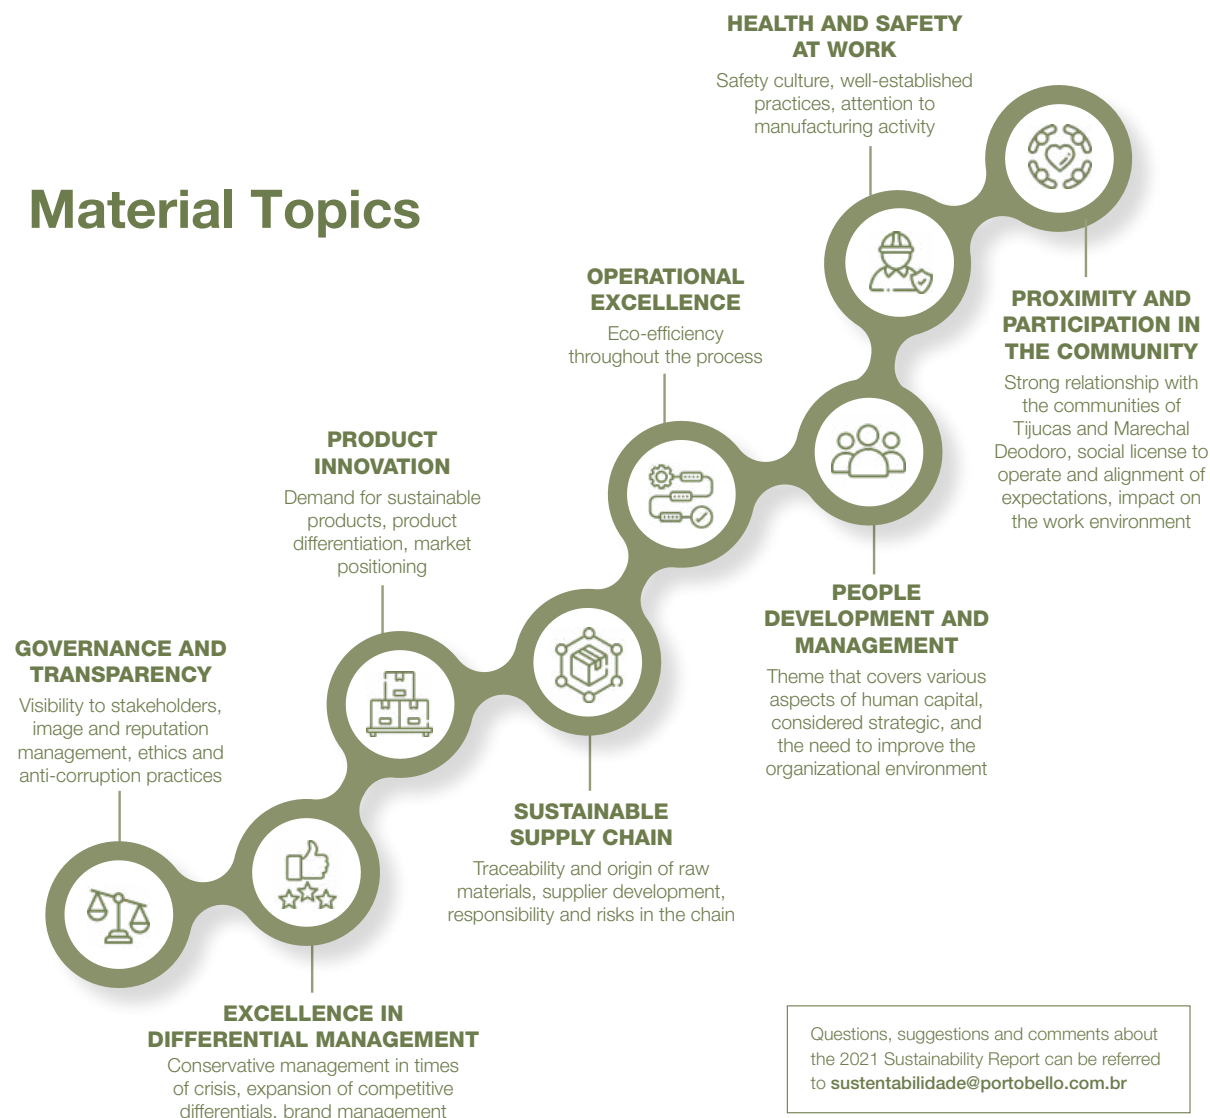 Material Topics
HEALTH AND SAFETY
AT WORK
Safety culture, well-established
practices, attention to
manufacturing activity
OPERATIONAL
EXCELLENCE
Eco-efficiency
throughout the process
PROXIMITY AND
PARTICIPATION IN
THE COMMUNITY
Strong relationship with
the communities of
Tijucas and Marechal
Deodoro, social license to
operate and alignment of
expectations, impact on
the work environment
PRODUCT
INNOVATION
Demand for sustainable
products, product
differentiation, market
positioning
PEOPLE
DEVELOPMENT AND
MANAGEMENT
Theme that covers various
aspects of human capital,
considered strategic, and
the need to improve the
organizational environment
GOVERNANCE AND
TRANSPARENCY
Visibility to stakeholders,
image and reputation
management, ethics and
anti-corruption practices
SUSTAINABLE
SUPPLY CHAIN
Traceability and origin of raw
materials, supplier development,
responsibility and risks in the chain
EXCELLENCE IN
DIFFERENTIAL MANAGEMENT
Conservative management in times
of crisis, expansion of competitive
differentials, brand management
Questions, suggestions and comments about
the 2021 Sustainability Report can be referred
to sustentabilidade@portobello.com.br